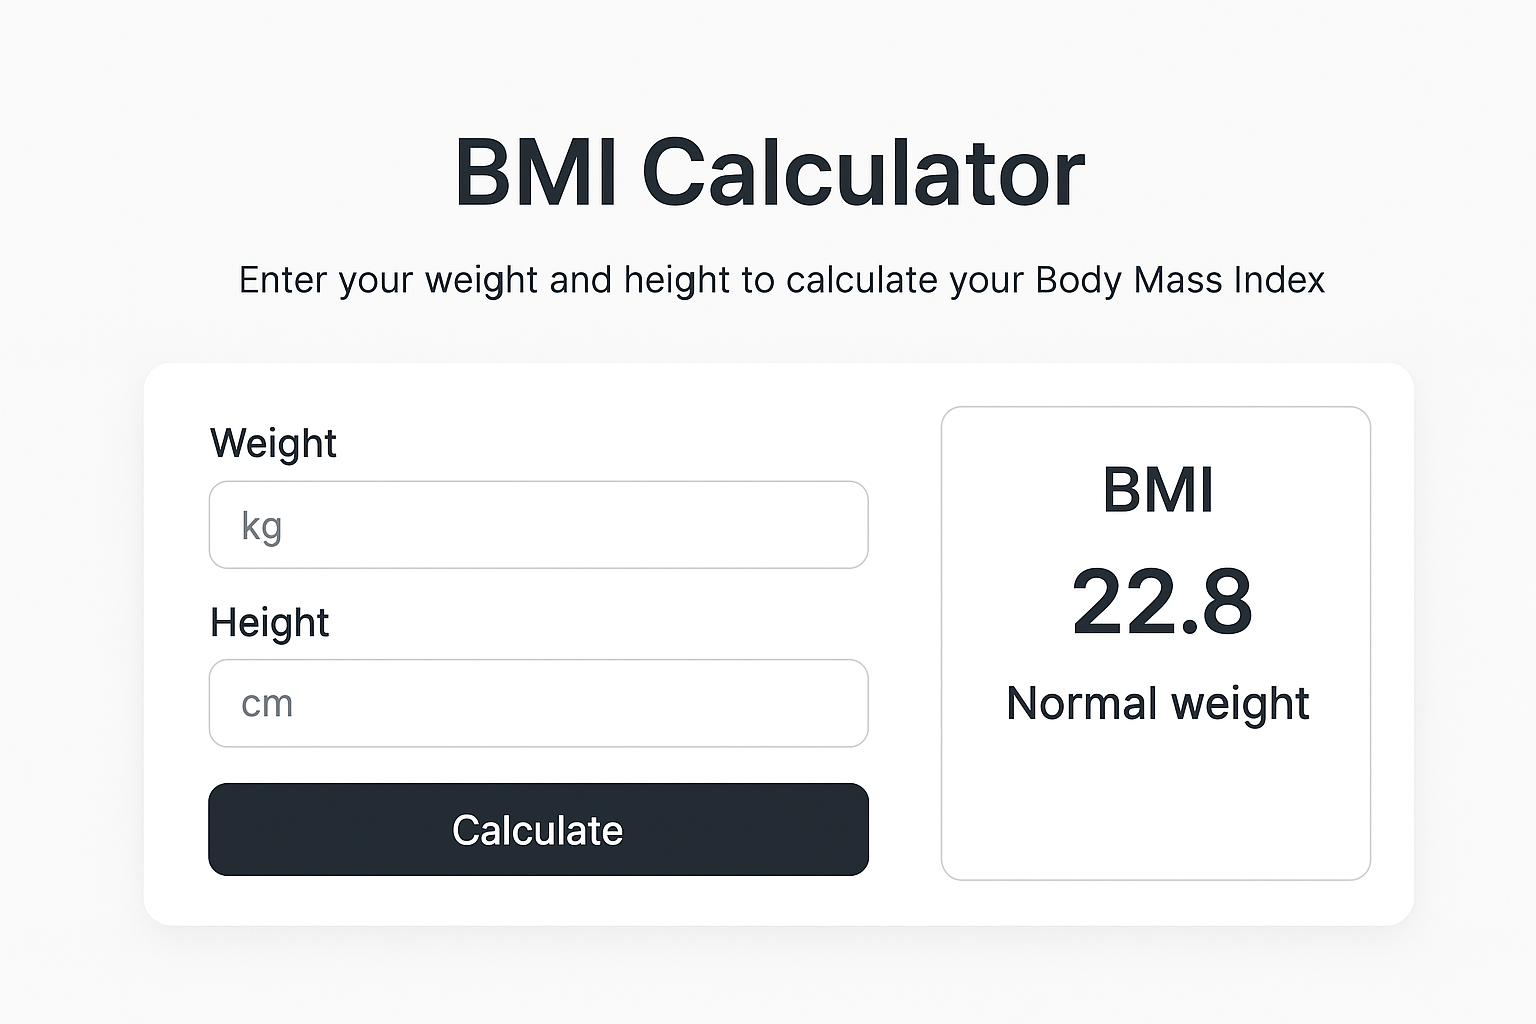 BMI Calculator
Enter your weight and height to calculate your Body Mass Index
Weight
kg
Height
cm
Calculate
BMI
22.8
Normal weight